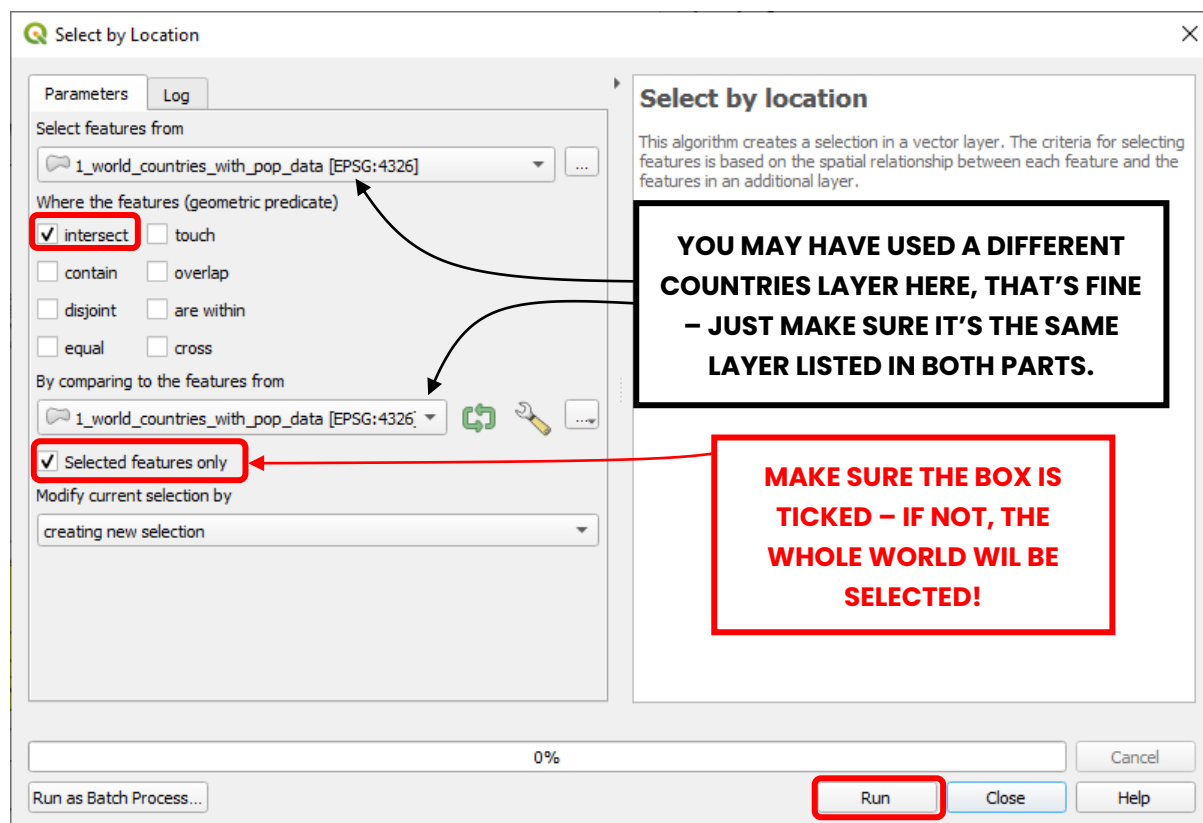 Select by Location
Parameters
Log
Select features from
1_world_countries_with_pop_data [EPSG:4326]
...
Where the features (geometric predicate)
intersect
touch
contain
overlap
disjoint
are within
equal
cross
By comparing to the features from
1_world_countries_with_pop_data [EPSG:4326]
...
Selected features only
Modify current selection by
creating new selection
Select by location
This algorithm creates a selection in a vector layer. The criteria for selecting
features is based on the spatial relationship between each feature and the
features in an additional layer.
YOU MAY HAVE USED A DIFFERENT
COUNTRIES LAYER HERE, THAT'S FINE
– JUST MAKE SURE IT'S THE SAME
LAYER LISTED IN BOTH PARTS.
MAKE SURE THE BOX IS
TICKED – IF NOT, THE
WHOLE WORLD WIL BE
SELECTED!
0%
Cancel
Run as Batch Process...
Run
Close
Help